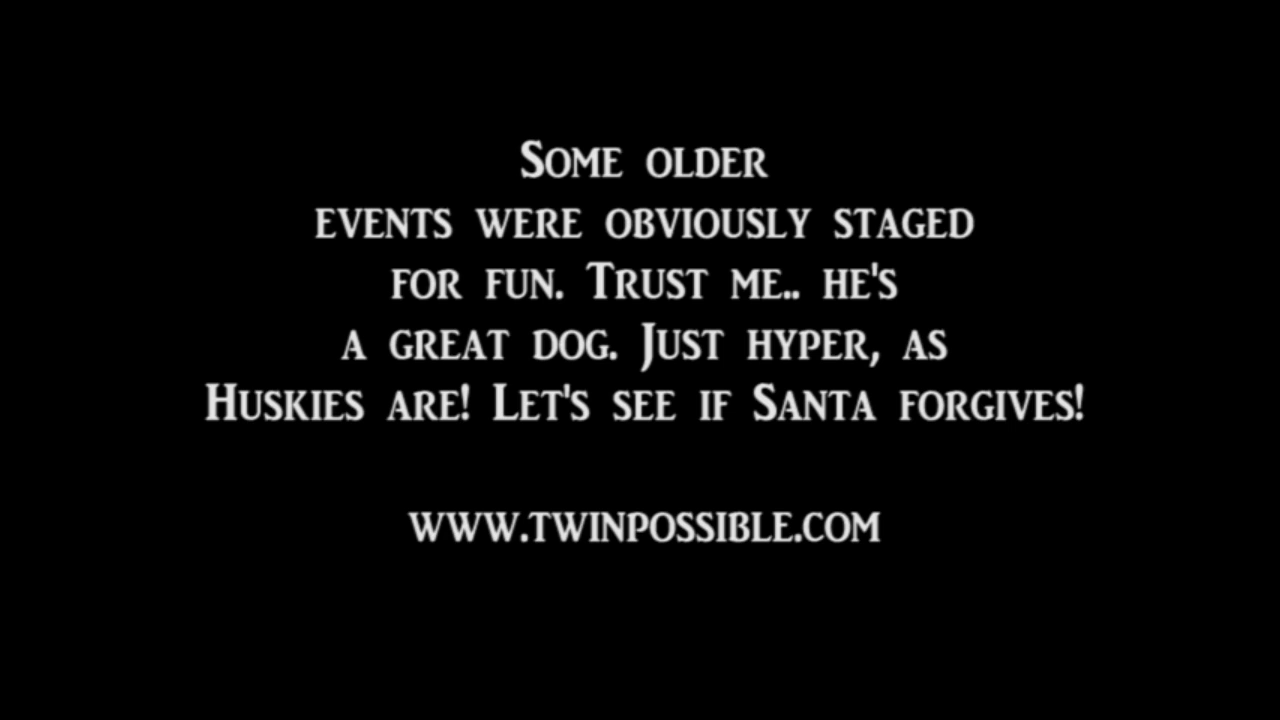 Some older
events were obviously staged
for fun. Trust me.. he's
a great dog. Just hyper, as
Huskies are! Let's see if Santa forgives!
www.twinpossible.com